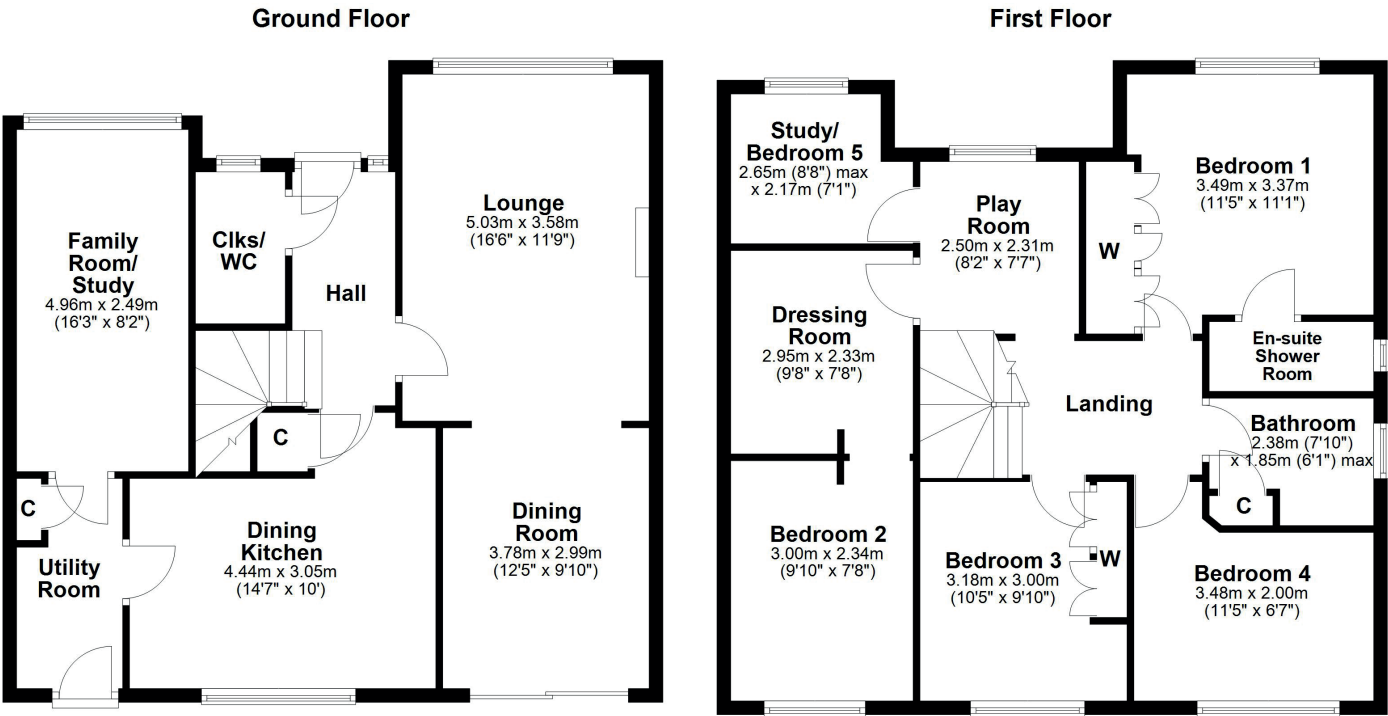 Ground Floor
Family
Room/
Study
4.96m x 2.49m
(16'3" x 8'2")
Clks/
WC
Hall
Lounge
5.03m x 3.58m
(16'6" x 11'9")
C
C
Utility
Room
Dining
Kitchen
4.44m x 3.05m
(14'7" x 10')
Dining
Room
3.78m x 2.99m
(12'5" x 9'10")
First Floor
Study/
Bedroom 5
2.65m (8'8") max
x 2.17m (7'1")
Play
Room
2.50m x 2.31m
(8'2" x 7'7")
W
Bedroom 1
3.49m x 3.37m
(11'5" x 11'1")
Dressing
Room
2.95m x 2.33m
(9'8" x 7'8")
En-suite
Shower
Room
Landing
Bathroom
2.38m (7'10")
x 1.85m (6'1") max
C
Bedroom 2
3.00m x 2.34m
(9'10" x 7'8")
Bedroom 3
3.18m x 3.00m
(10'5" x 9'10")
W
Bedroom 4
3.48m x 2.00m
(11'5" x 6'7")